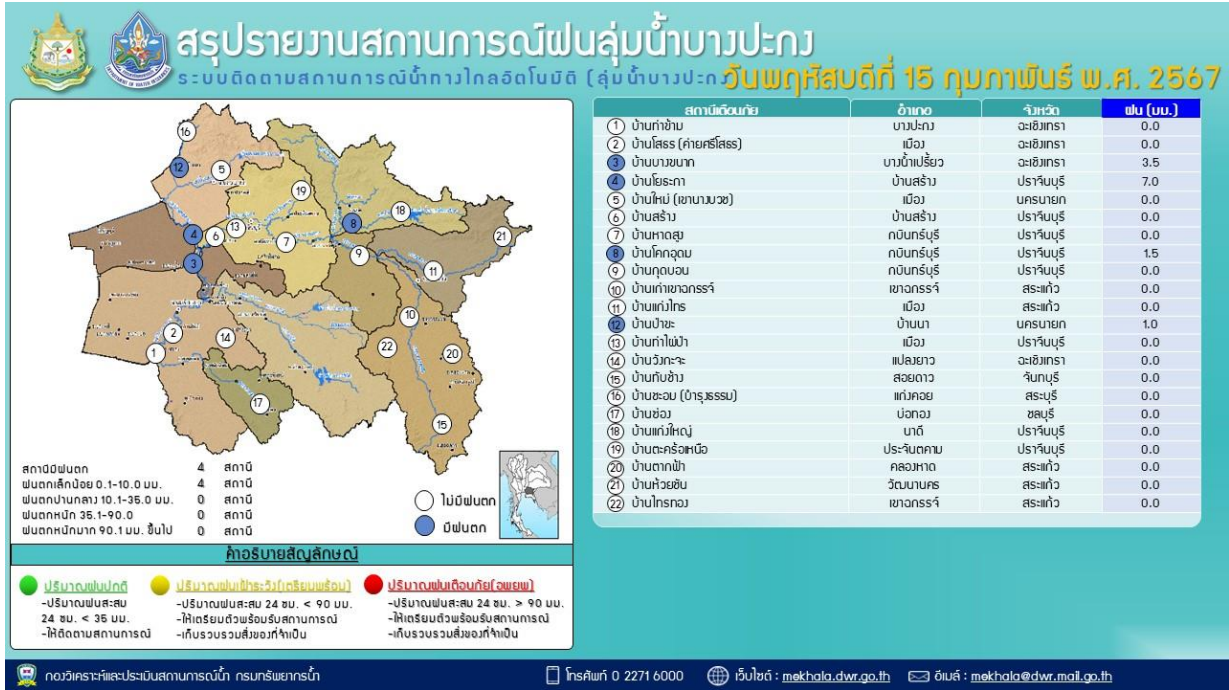 สรุปรายงานสถานการณ์ฝนลุ่มน้ำบางปะกง
ระบบติดตามสถานการณ์น้ำทางไกลอัตโนมัติ (ลุ่มน้ำบางปะก
วันพฤหัสบดีที่ 15 กุมภาพันธ์ พ.ศ. 2567
สถานีเตือนภัย อำเภอ จังหวัด ฝน (มม.)
1 บ้านท่าข้าม บางปะกง ฉะเชิงเทรา 0.0
2 บ้านโสธร (ค่ายศรีโสธร) เมือง ฉะเชิงเทรา 0.0
3 บ้านบางขนาก บางน้ำเปรี้ยว ฉะเชิงเทรา 3.5
4 บ้านโยธะกา บ้านสร้าง ปราจีนบุรี 7.0
5 บ้านใหม่ (เขานางบวช) เมือง นครนายก 0.0
6 บ้านสร้าง บ้านสร้าง ปราจีนบุรี 0.0
7 บ้านหาดสูง กบินทร์บุรี ปราจีนบุรี 0.0
8 บ้านโคกอุดม กบินทร์บุรี ปราจีนบุรี 1.5
9 บ้านกุดบอน กบินทร์บุรี ปราจีนบุรี 0.0
10 บ้านเก่าเขาฉกรรจ์ เขาฉกรรจ์ สระแก้ว 0.0
11 บ้านแก่งไทร เมือง สระแก้ว 0.0
12 บ้านป่าขะ บ้านนา นครนายก 1.0
13 บ้านท่าไผ่ป่า เมือง ปราจีนบุรี 0.0
14 บ้านวังกะจะ แปลงยาว ฉะเชิงเทรา 0.0
15 บ้านทับช้าง สอยดาว จันทบุรี 0.0
16 บ้านชะอม (บำรุงธรรม) แก่งคอย สระบุรี 0.0
17 บ้านช่อง บ่อทอง ชลบุรี 0.0
18 บ้านแก่งใหญ่ นาดี ปราจีนบุรี 0.0
19 บ้านตะคร้อเหนือ ประจันตคาม ปราจีนบุรี 0.0
20 บ้านตากฟ้า คลองหาด สระแก้ว 0.0
21 บ้านห้วยชัน วัฒนานคร สระแก้ว 0.0
22 บ้านไทรทอง เขาฉกรรจ์ สระแก้ว 0.0
16
12
5
19
18
4
6
13
7
8
21
3
9
11
10
2
14
22
1
20
17
15
สถานีมีฝนตก 4 สถานี
ฝนตกเล็กน้อย 0.1-10.0 มม. 4 สถานี
ฝนตกปานกลาง 10.1-35.0 มม. 0 สถานี
ฝนตกหนัก 35.1-90.0 0 สถานี
ฝนตกหนักมาก 90.1 มม. ขึ้นไป 0 สถานี
ไม่มีฝนตก
มีฝนตก
คำอธิบายสัญลักษณ์
ปริมาณฝนปกติ
-ปริมาณฝนสะสม
24 ชม. < 35 มม.
-ให้ติดตามสถานการณ์
ปริมาณฝนเฝ้าระวัง(เตรียมพร้อม)
-ปริมาณฝนสะสม 24 ชม. < 90 มม.
-ให้เตรียมตัวพร้อมรับสถานการณ์
-เก็บรวบรวมสิ่งของที่จำเป็น
ปริมาณฝนเตือนภัย(อพยพ)
-ปริมาณฝนสะสม 24 ชม. > 90 มม.
-ให้เตรียมตัวพร้อมรับสถานการณ์
-เก็บรวบรวมสิ่งของที่จำเป็น
กองวิเคราะห์และประเมินสถานการณ์น้ำ กรมทรัพยากรน้ำ
โทรศัพท์ 0 2271 6000
เว็บไซต์ : mekhala.dwr.go.th
อีเมล์ : mekhala@dwr.mail.go.th